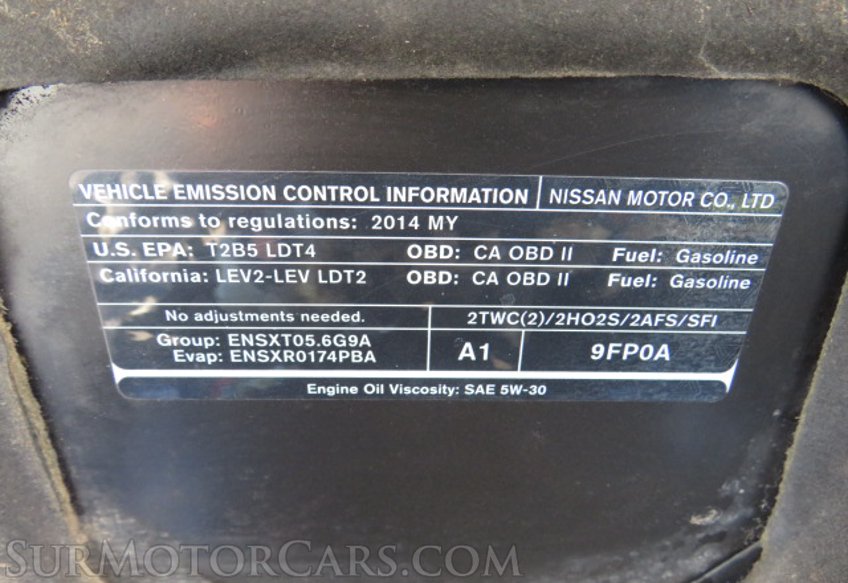 VEHICLE EMISSION CONTROL INFORMATION NISSAN MOTOR CO., LTD
Conforms to regulations: 2014 MY
U.S. EPA: T2B5 LDT4 OBD: CA OBD II Fuel: Gasoline
California: LEV2-LEV LDT2 OBD: CA OBD II Fuel: Gasoline
No adjustments needed. 2TWC(2)/2HO2S/2AFS/SFI
Group: ENSXT05.6G9A
Evap: ENSXR0174PBA
A1 9FP0A
Engine Oil Viscosity: SAE 5W-30
SurMotorCars.com